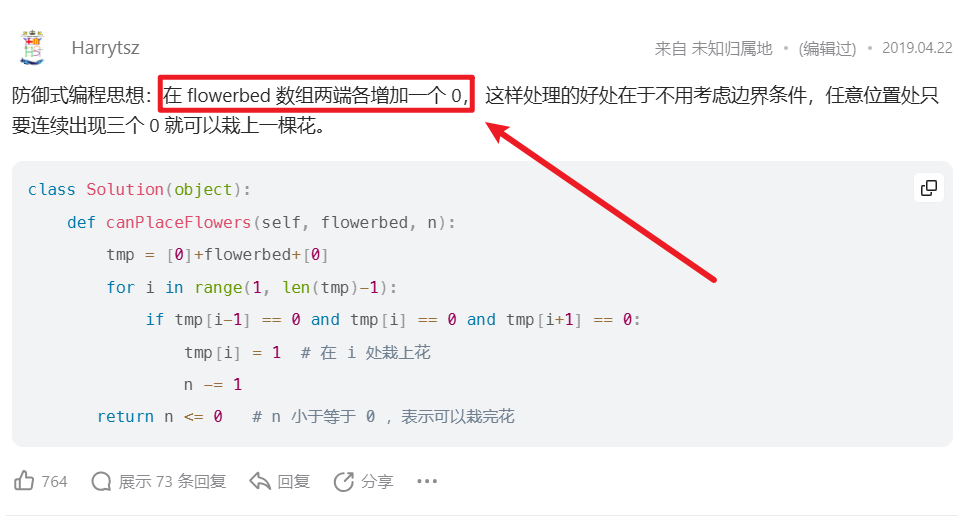 Harrytsz
来自 未知归属地 • (编辑过) • 2019.04.22
防御式编程思想：在 flowerbed 数组两端各增加一个 0， 这样处理的好处在于不用考虑边界条件，任意位置处只
要连续出现三个 0 就可以栽上一棵花。
class Solution(object):
    def canPlaceFlowers(self, flowerbed, n):
        tmp = [0]+flowerbed+[0]
        for i in range(1, len(tmp)-1):
            if tmp[i-1] == 0 and tmp[i] == 0 and tmp[i+1] == 0:
                tmp[i] = 1  # 在 i 处栽上花
                n -= 1
       return n <= 0   # n 小于等于 0 ，表示可以栽完花
764 展示 73 条回复 回复 分享